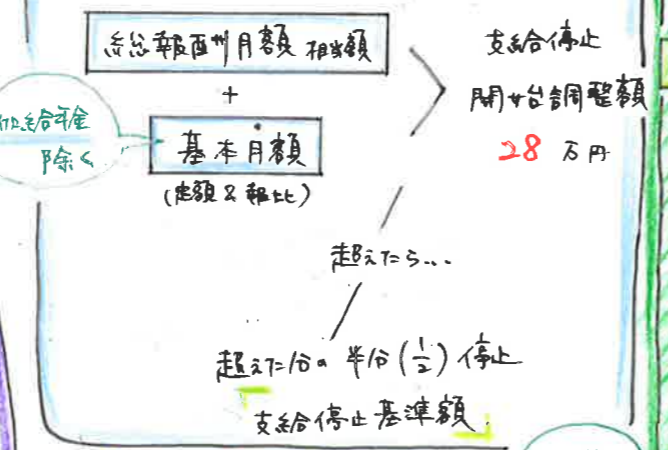 総報酬月額 相当額
+
基本月額
(定額&報比)
加給年金
除く
>
支給停止
開始調整額
28 万円
超えたら...
超えた分の 半分(1/2)停止
支給停止基準額